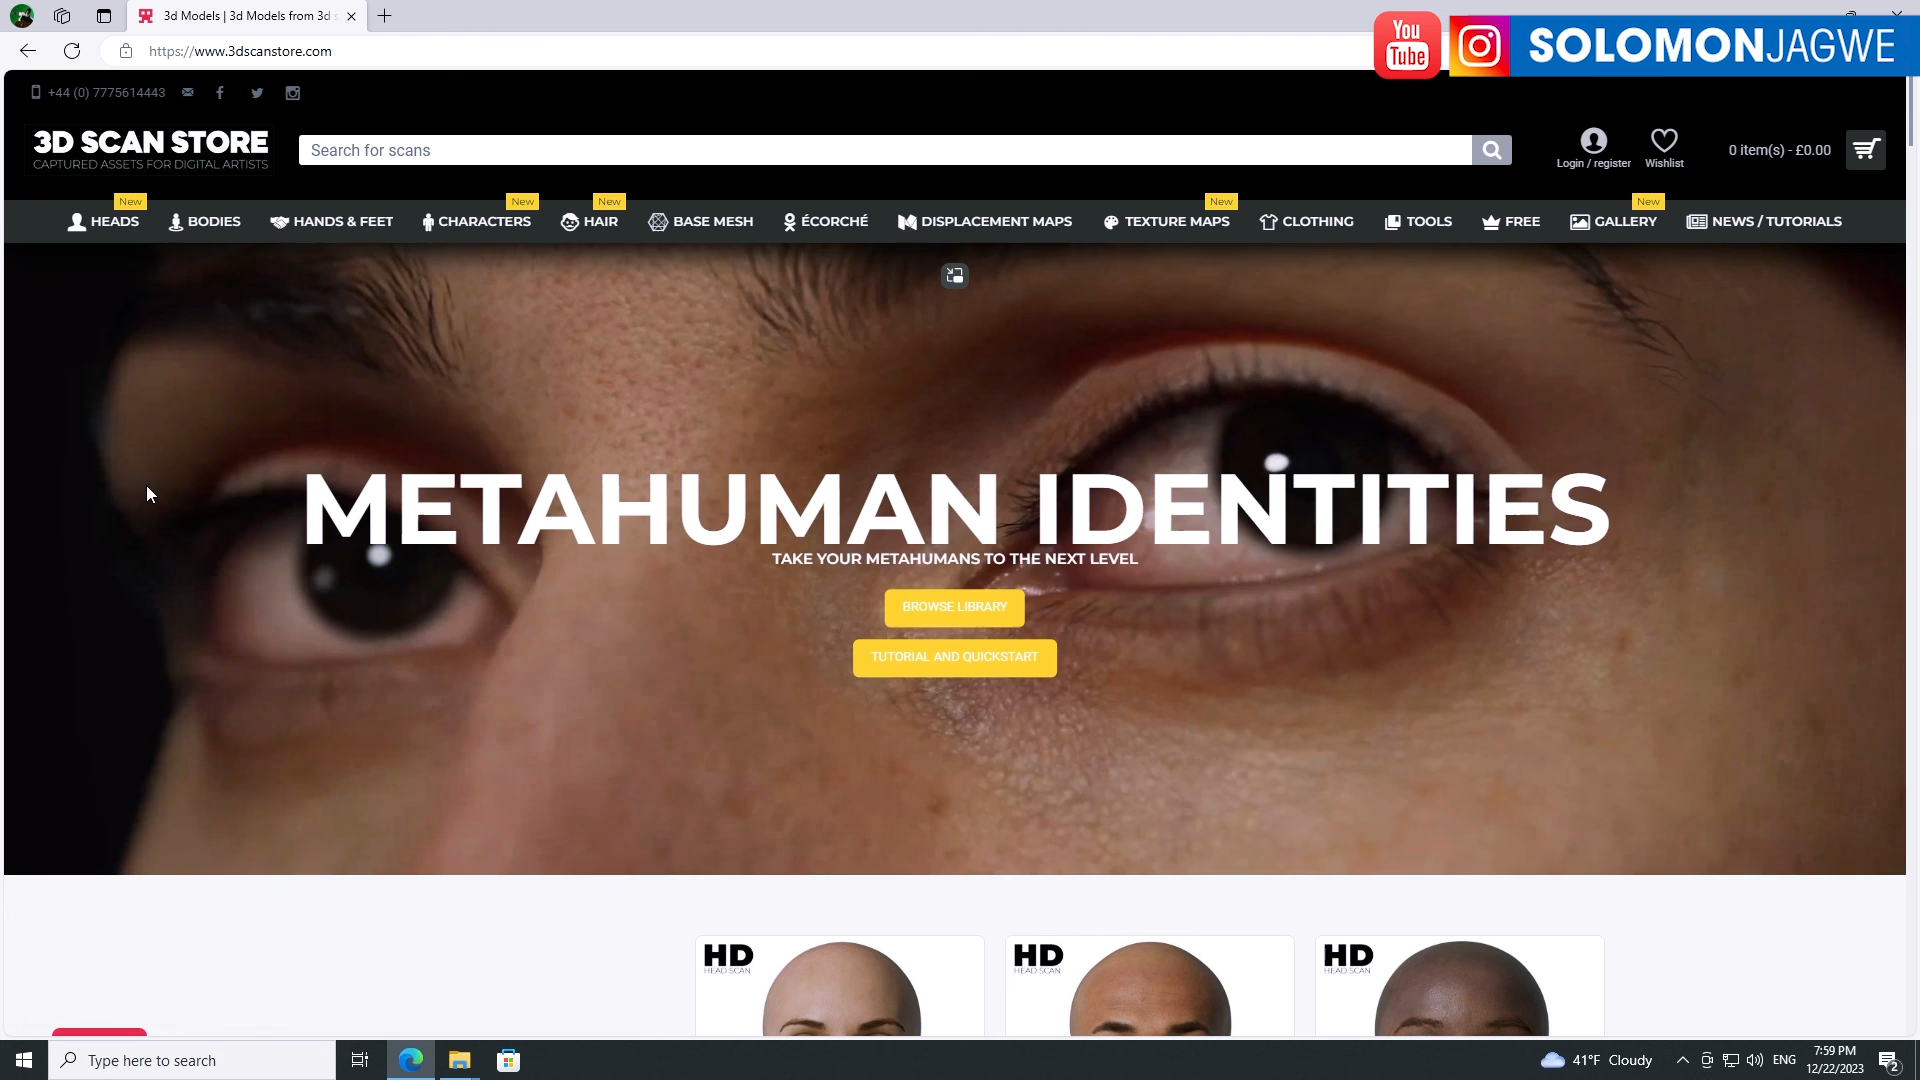 3d Models | 3d Models from 3d s
https://www.3dscanstore.com
You
Tube
SOLOMONJAGWE
+44 (0) 7775614443
3D SCAN STORE
CAPTURED ASSETS FOR DIGITAL ARTISTS
Search for scans
Login / register
Wishlist
0 item(s) - £0.00
New
New
New
New
New
HEADS
BODIES
HANDS & FEET
CHARACTERS
HAIR
BASE MESH
ÉCORCHÉ
DISPLACEMENT MAPS
TEXTURE MAPS
CLOTHING
TOOLS
FREE
GALLERY
NEWS / TUTORIALS
METAHUMAN IDENTITIES
TAKE YOUR METAHUMANS TO THE NEXT LEVEL
BROWSE LIBRARY
TUTORIAL AND QUICKSTART
HD
HEAD SCAN
HD
HEAD SCAN
HD
HEAD SCAN
Type here to search
41°F Cloudy
ENG
7:59 PM
12/22/2023
2